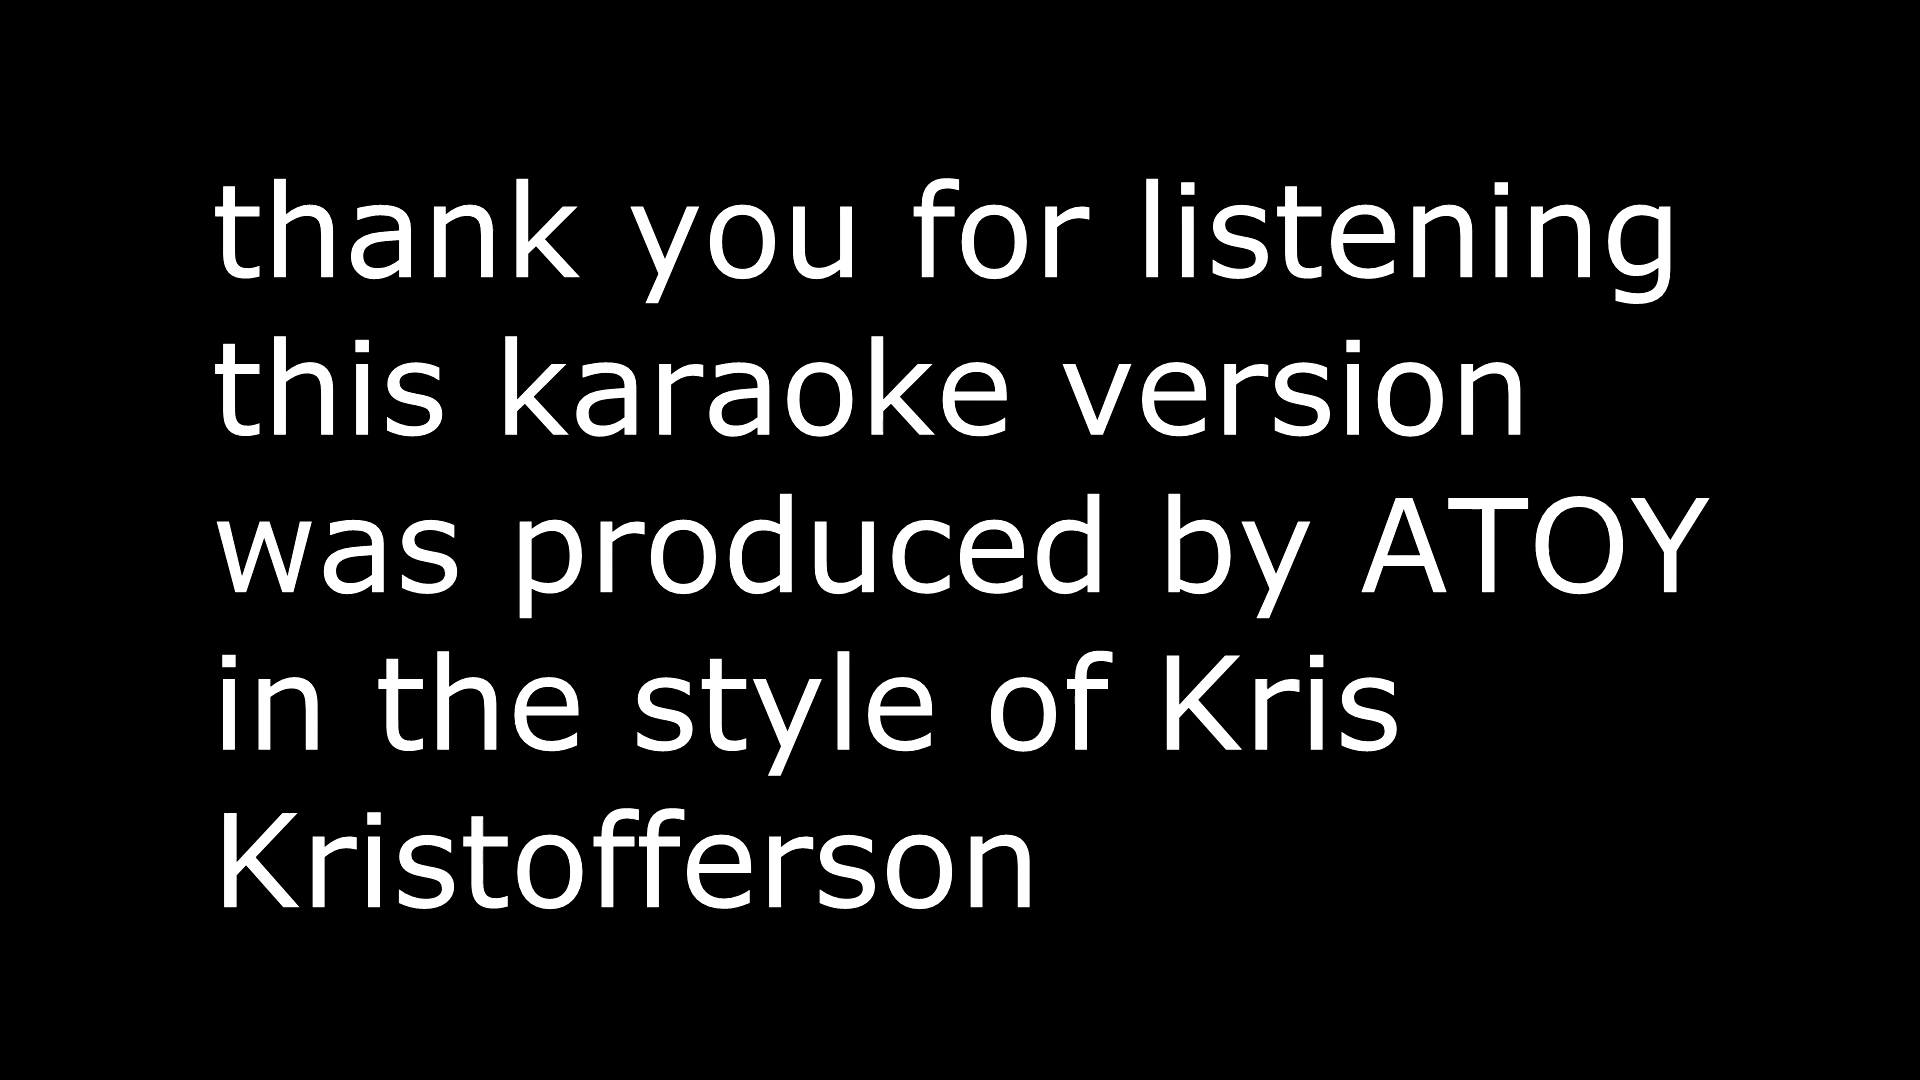 thank you for listening
this karaoke version
was produced by ATOY
in the style of Kris
Kristofferson